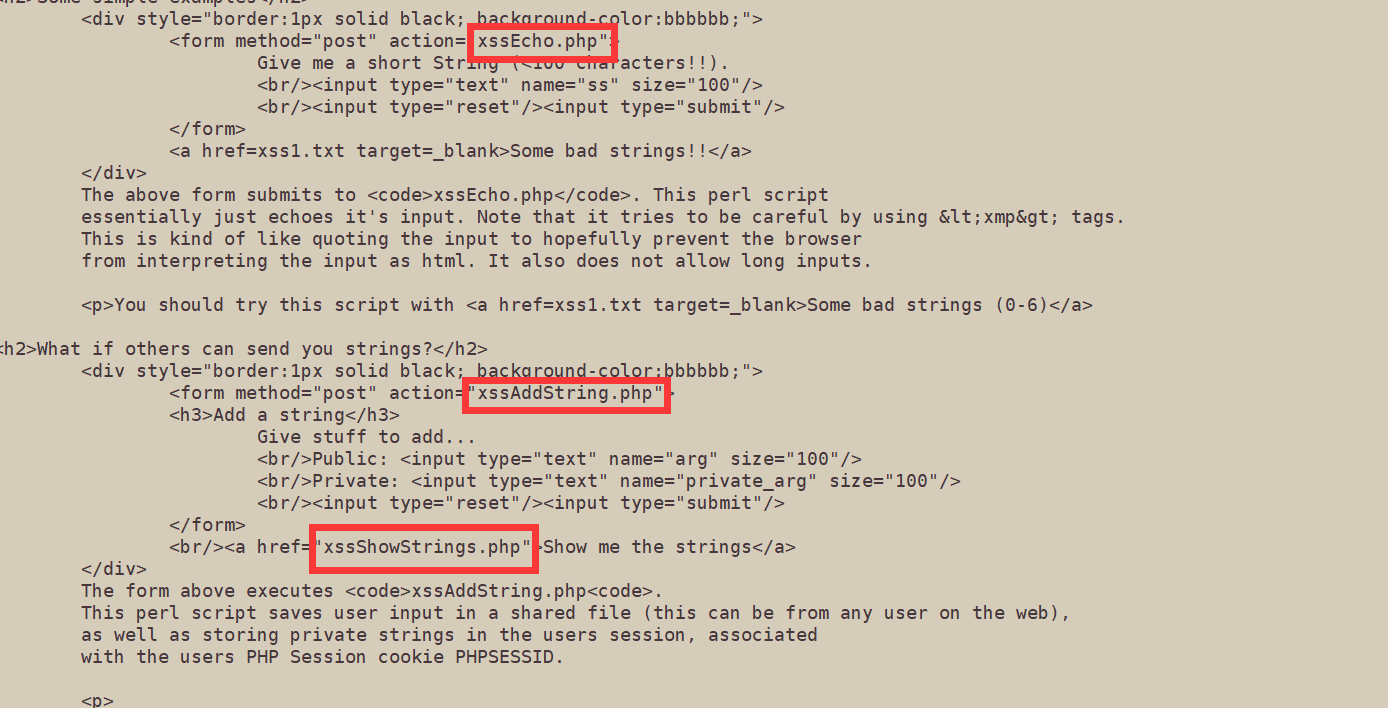 <h2>Some simple examples</h2>
<div style="border:1px solid black; background-color:bbbbbb;">
<form method="post" action="xssEcho.php">
Give me a short String (<100 characters!!).
<br/><input type="text" name="ss" size="100"/>
<br/><input type="reset"/><input type="submit"/>
</form>
<a href=xss1.txt target=_blank>Some bad strings!!</a>
</div>
The above form submits to <code>xssEcho.php</code>. This perl script
essentially just echoes it's input. Note that it tries to be careful by using &lt;xmp&gt; tags.
This is kind of like quoting the input to hopefully prevent the browser
from interpreting the input as html. It also does not allow long inputs.
<p>You should try this script with <a href=xss1.txt target=_blank>Some bad strings (0-6)</a>
<h2>What if others can send you strings?</h2>
<div style="border:1px solid black; background-color:bbbbbb;">
<form method="post" action="xssAddString.php">
<h3>Add a string</h3>
Give stuff to add...
<br/>Public: <input type="text" name="arg" size="100"/>
<br/>Private: <input type="text" name="private_arg" size="100"/>
<br/><input type="reset"/><input type="submit"/>
</form>
<br/><a href="xssShowStrings.php">Show me the strings</a>
</div>
The form above executes <code>xssAddString.php<code>.
This perl script saves user input in a shared file (this can be from any user on the web),
as well as storing private strings in the users session, associated
with the users PHP Session cookie PHPSESSID.
<p>